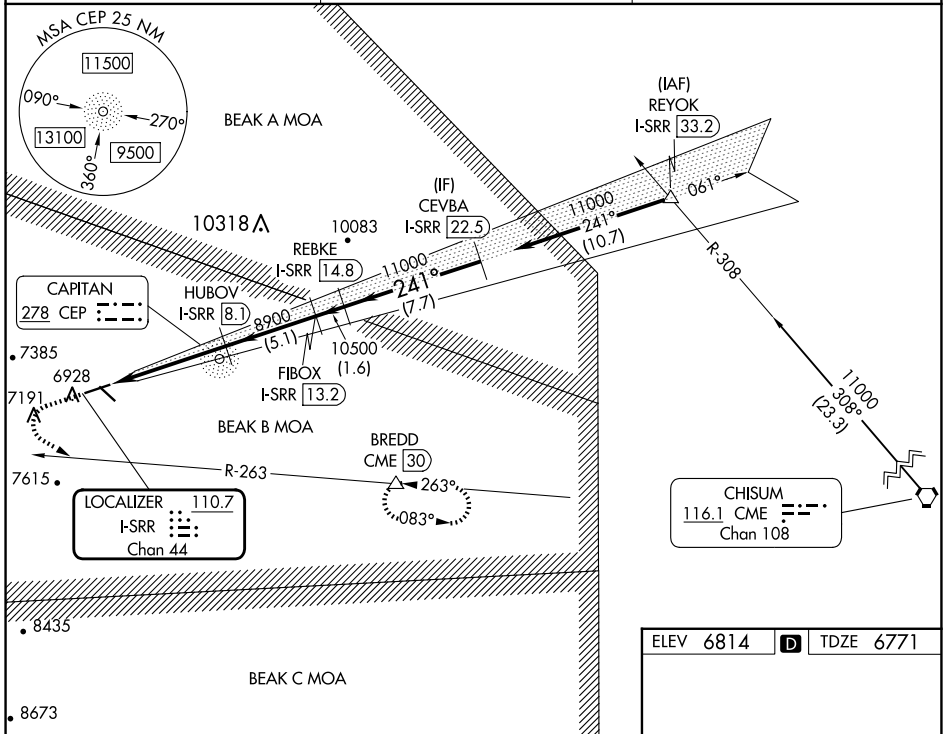 MSA CEP 25 NM
11500
090°
270°
13100
360°
9500
BEAK A MOA
(IAF)
REYOK
I-SRR 33.2
061°
11000
241°
(10.7)
(IF)
CEVBA
I-SRR 22.5
10318
10083
REBKE
I-SRR 14.8
11000
241°
(7.7)
R-308
CAPITAN
278 CEP
HUBOV
I-SRR 8.1
8900
(5.1)
10500
(1.6)
FIBOX
I-SRR 13.2
7385
6928
7191
BEAK B MOA
11000
308°
(23.3)
7615
R-263
BREDD
CME 30
263°
083°
LOCALIZER 110.7
I-SRR
Chan 44
CHISUM
116.1 CME
Chan 108
8435
BEAK C MOA
8673
ELEV 6814 D TDZE 6771